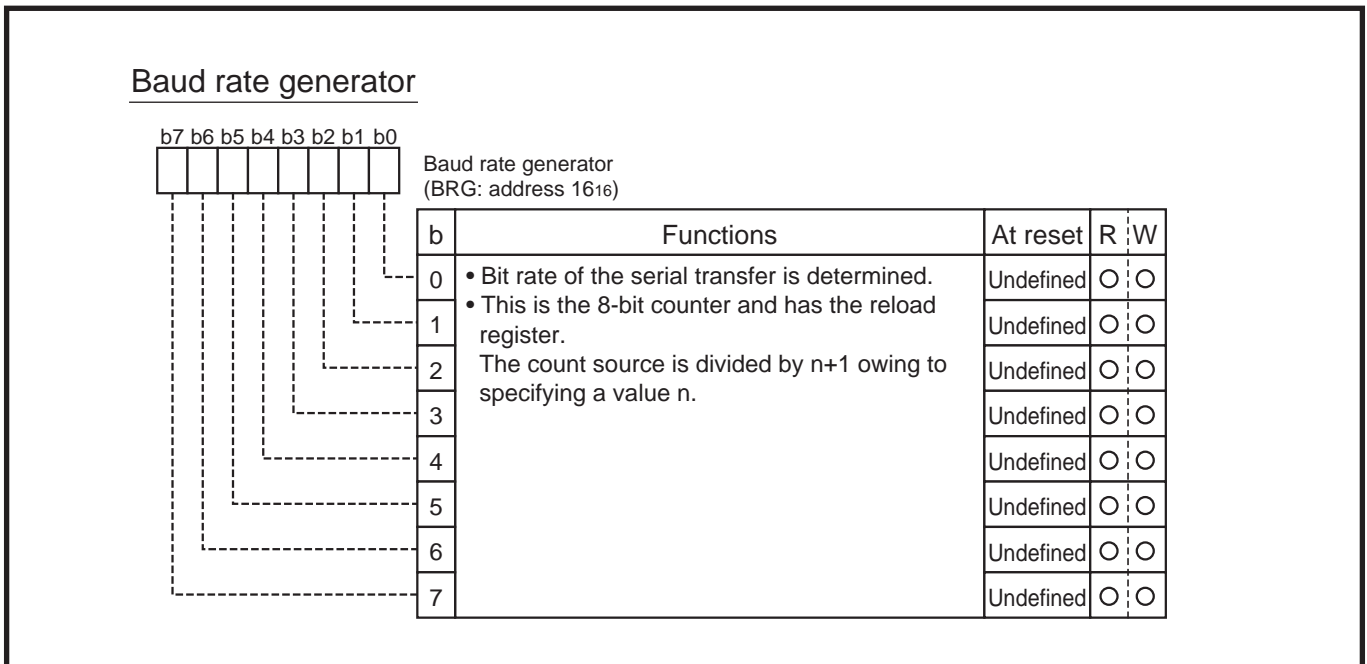 Baud rate generator
b7 b6 b5 b4 b3 b2 b1 b0
Baud rate generator
(BRG: address 1616)
b Functions At reset R W
0 • Bit rate of the serial transfer is determined. Undefined O O
1 • This is the 8-bit counter and has the reload Undefined O O
register.
2 The count source is divided by n+1 owing to Undefined O O
3 specifying a value n. Undefined O O
4 Undefined O O
5 Undefined O O
6 Undefined O O
7 Undefined O O